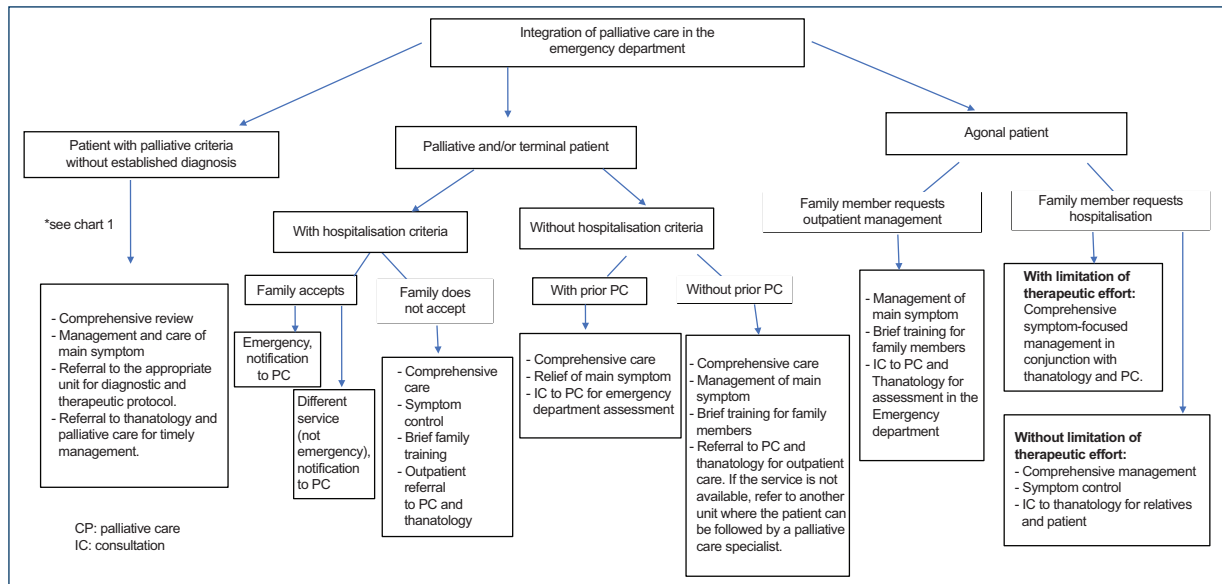 Integration of palliative care in the
emergency department
Patient with palliative criteria
without established diagnosis
Palliative and/or terminal patient
Agonal patient
*see chart 1
With hospitalisation criteria
Without hospitalisation criteria
Family member requests
outpatient management
Family member requests
hospitalisation
Family accepts
Family does
not accept
With prior PC
Without prior PC
- Comprehensive review
- Management and care of
main symptom
- Referral to the appropriate
unit for diagnostic and
therapeutic protocol.
- Referral to thanatology and
palliative care for timely
management.
Emergency,
notification
to PC
Different
service
(not
emergency),
notification
to PC
- Comprehensive
care
- Symptom
control
- Brief family
training
- Outpatient
referral
to PC and
thanatology
- Comprehensive care
- Relief of main symptom
- IC to PC for emergency
department assessment
- Comprehensive care
- Management of main
symptom
- Brief training for family
members
- Referral to PC and
thanatology for outpatient
care. If the service is not
available, refer to another
unit where the patient can
be followed by a palliative
care specialist.
- Management of
main symptom
- Brief training for
family members
- IC to PC and
Thanatology for
assessment in the
Emergency
department
With limitation of
therapeutic effort:
Comprehensive
symptom-focused
management in
conjunction with
thanatology and PC.
Without limitation of
therapeutic effort:
- Comprehensive management
- Symptom control
- IC to thanatology for relatives
and patient
CP: palliative care
IC: consultation